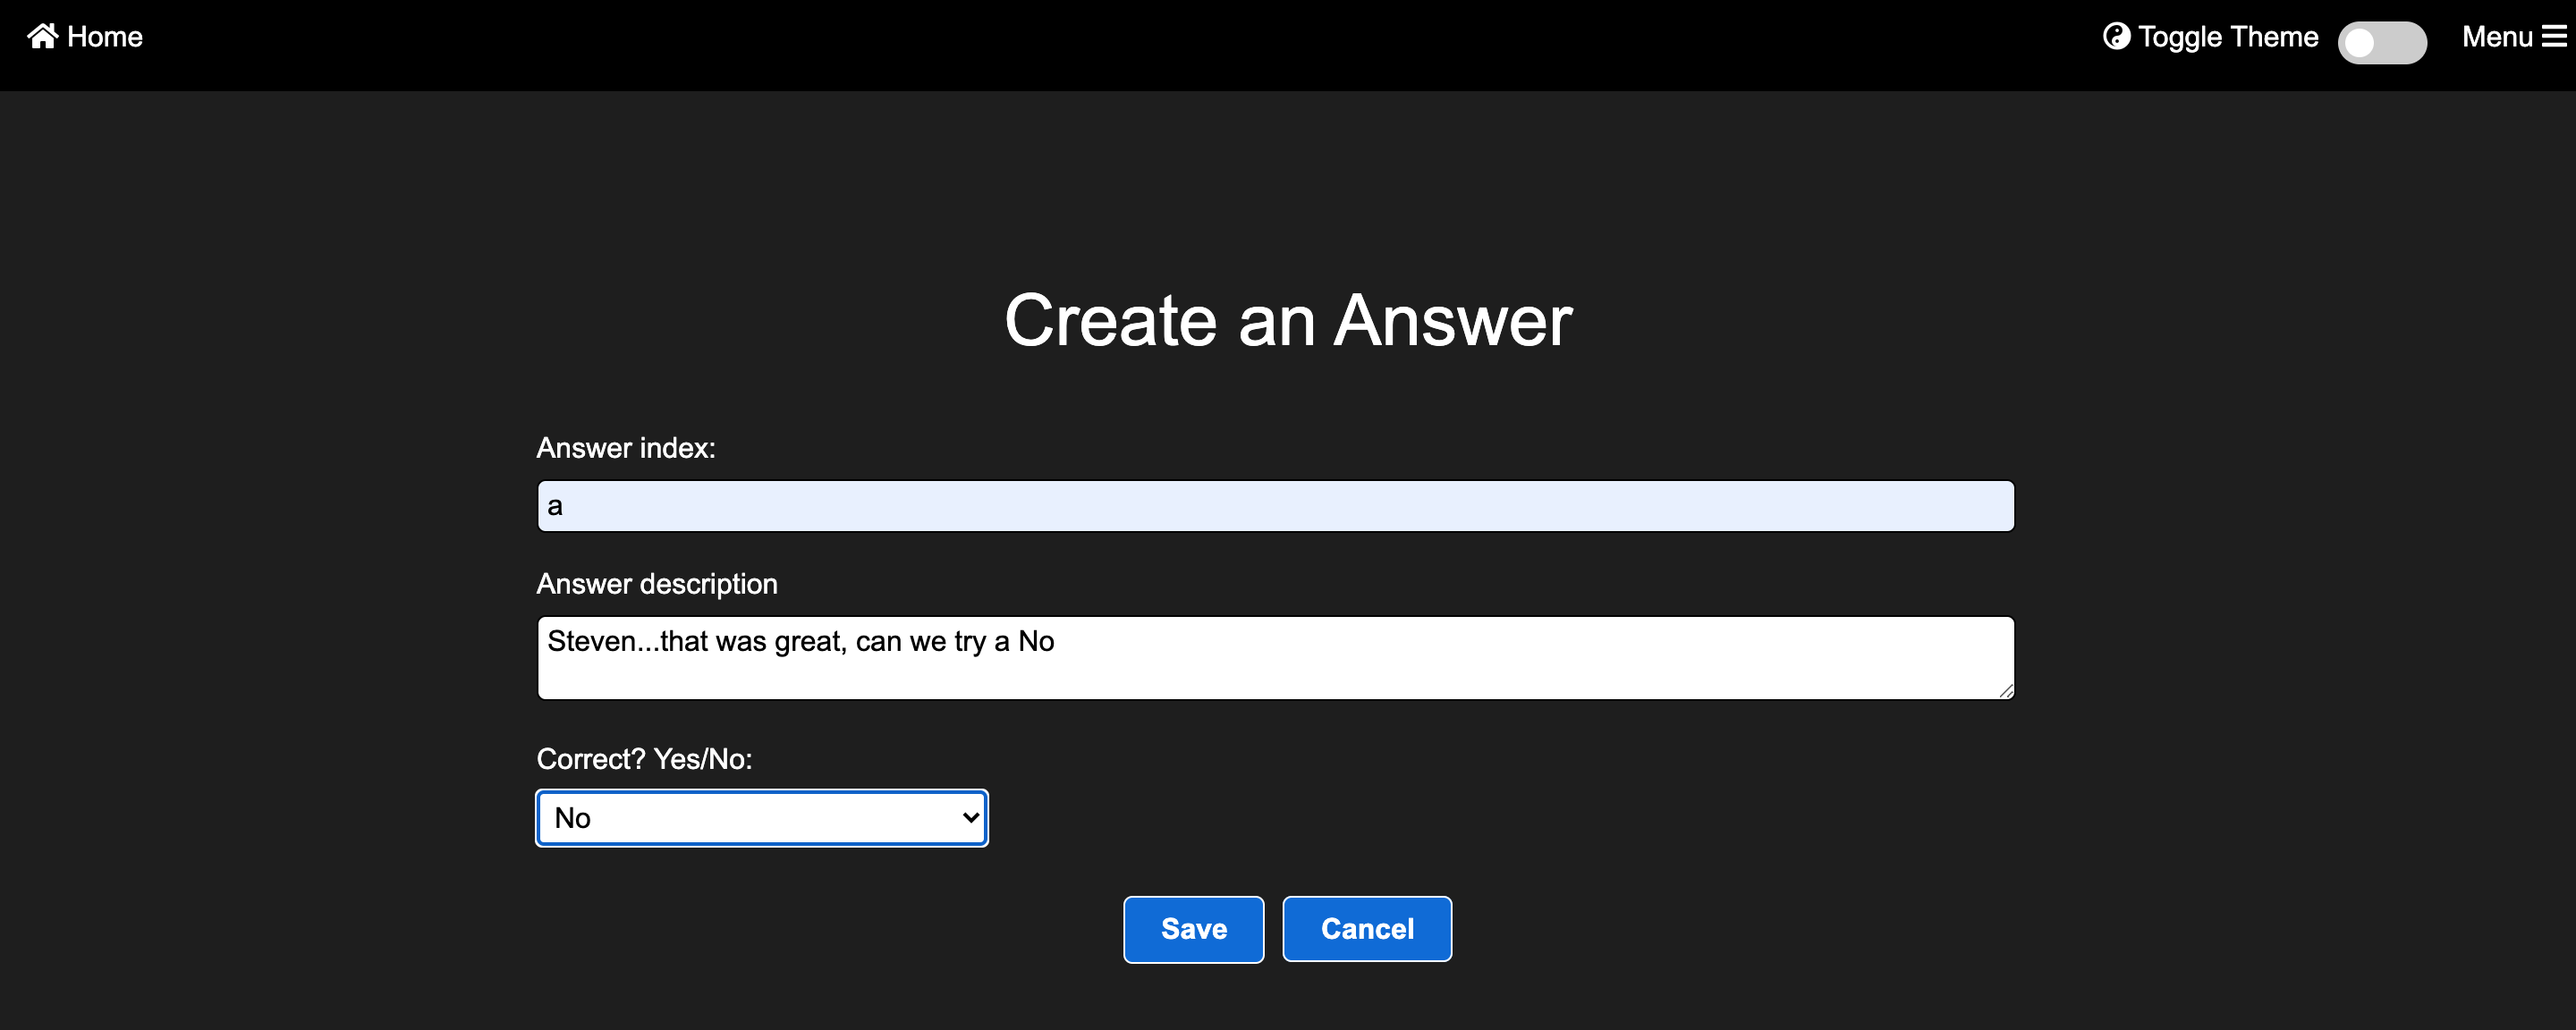 Home
Toggle Theme
Menu
Create an Answer
Answer index:
a
Answer description
Steven...that was great, can we try a No
Correct? Yes/No:
No
Save
Cancel